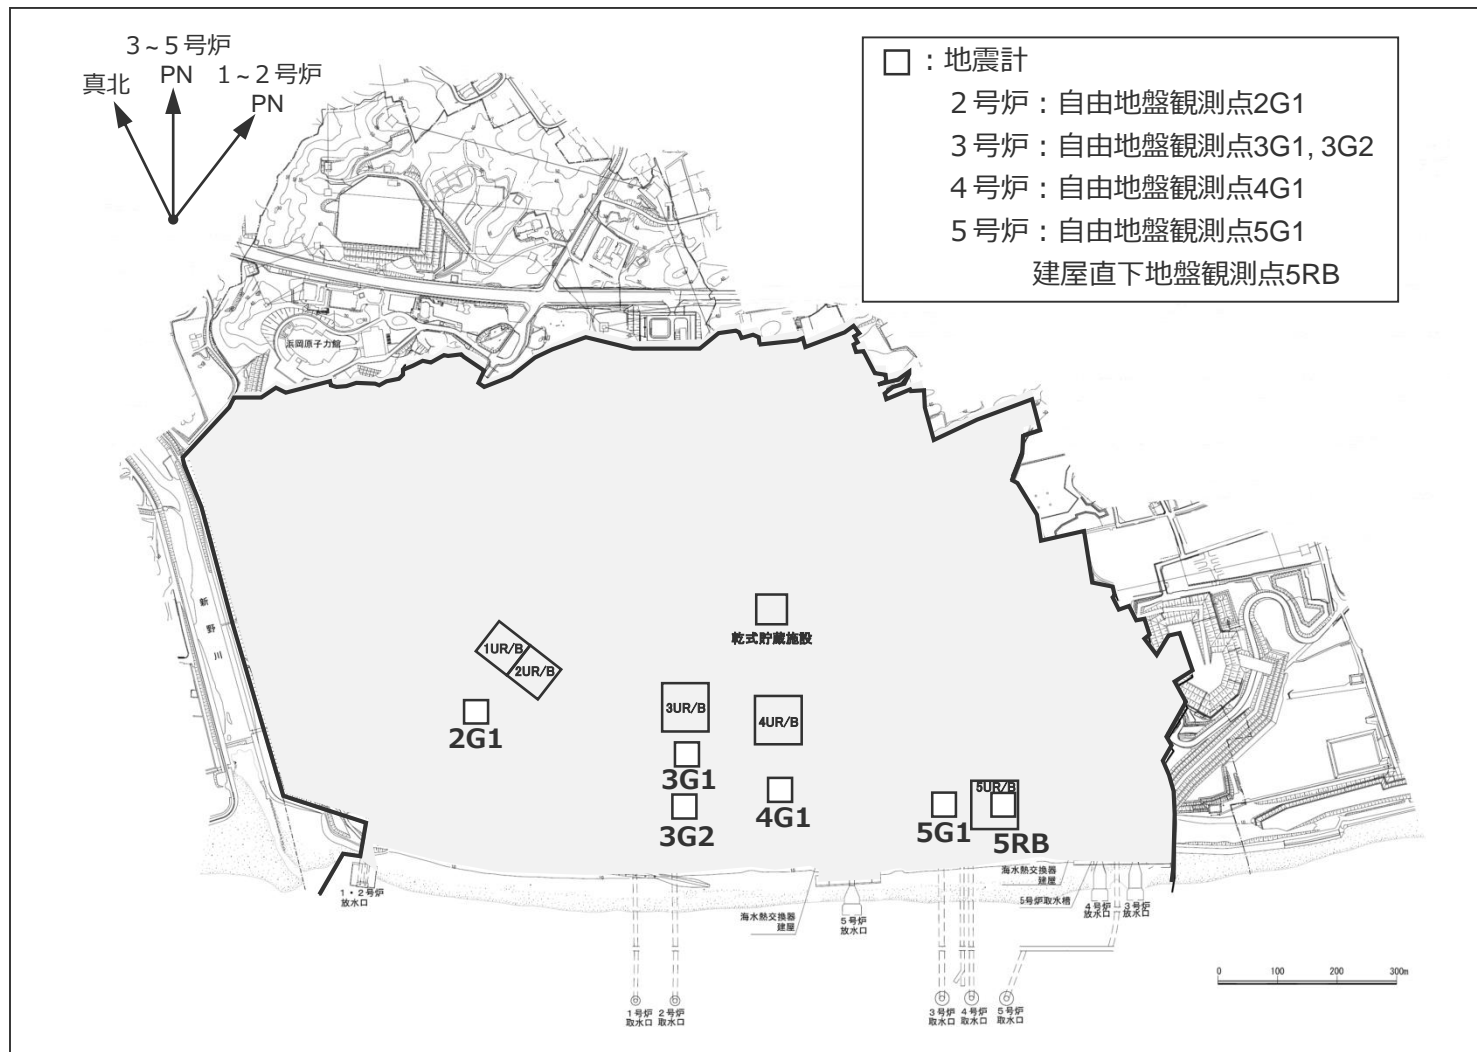 3~5号炉
PN
1~2号炉
PN
真北
□：地震計
2号炉：自由地盤観測点2G1
3号炉：自由地盤観測点3G1, 3G2
4号炉：自由地盤観測点4G1
5号炉：自由地盤観測点5G1
建屋直下地盤観測点5RB
浜岡原子力館
新野川
乾式貯蔵施設
1UR/B
2UR/B
3UR/B
4UR/B
2G1
3G1
3G2
4G1
5UR/B
5G1
5RB
1・2号炉
放水口
海水熱交換器
建屋
5号炉
放水口
海水熱交換器
建屋
5号炉取水槽
4号炉
放水口
3号炉
放水口
1号炉
取水口
2号炉
取水口
3号炉
取水口
4号炉
取水口
5号炉
取水口
0 100 200 300m